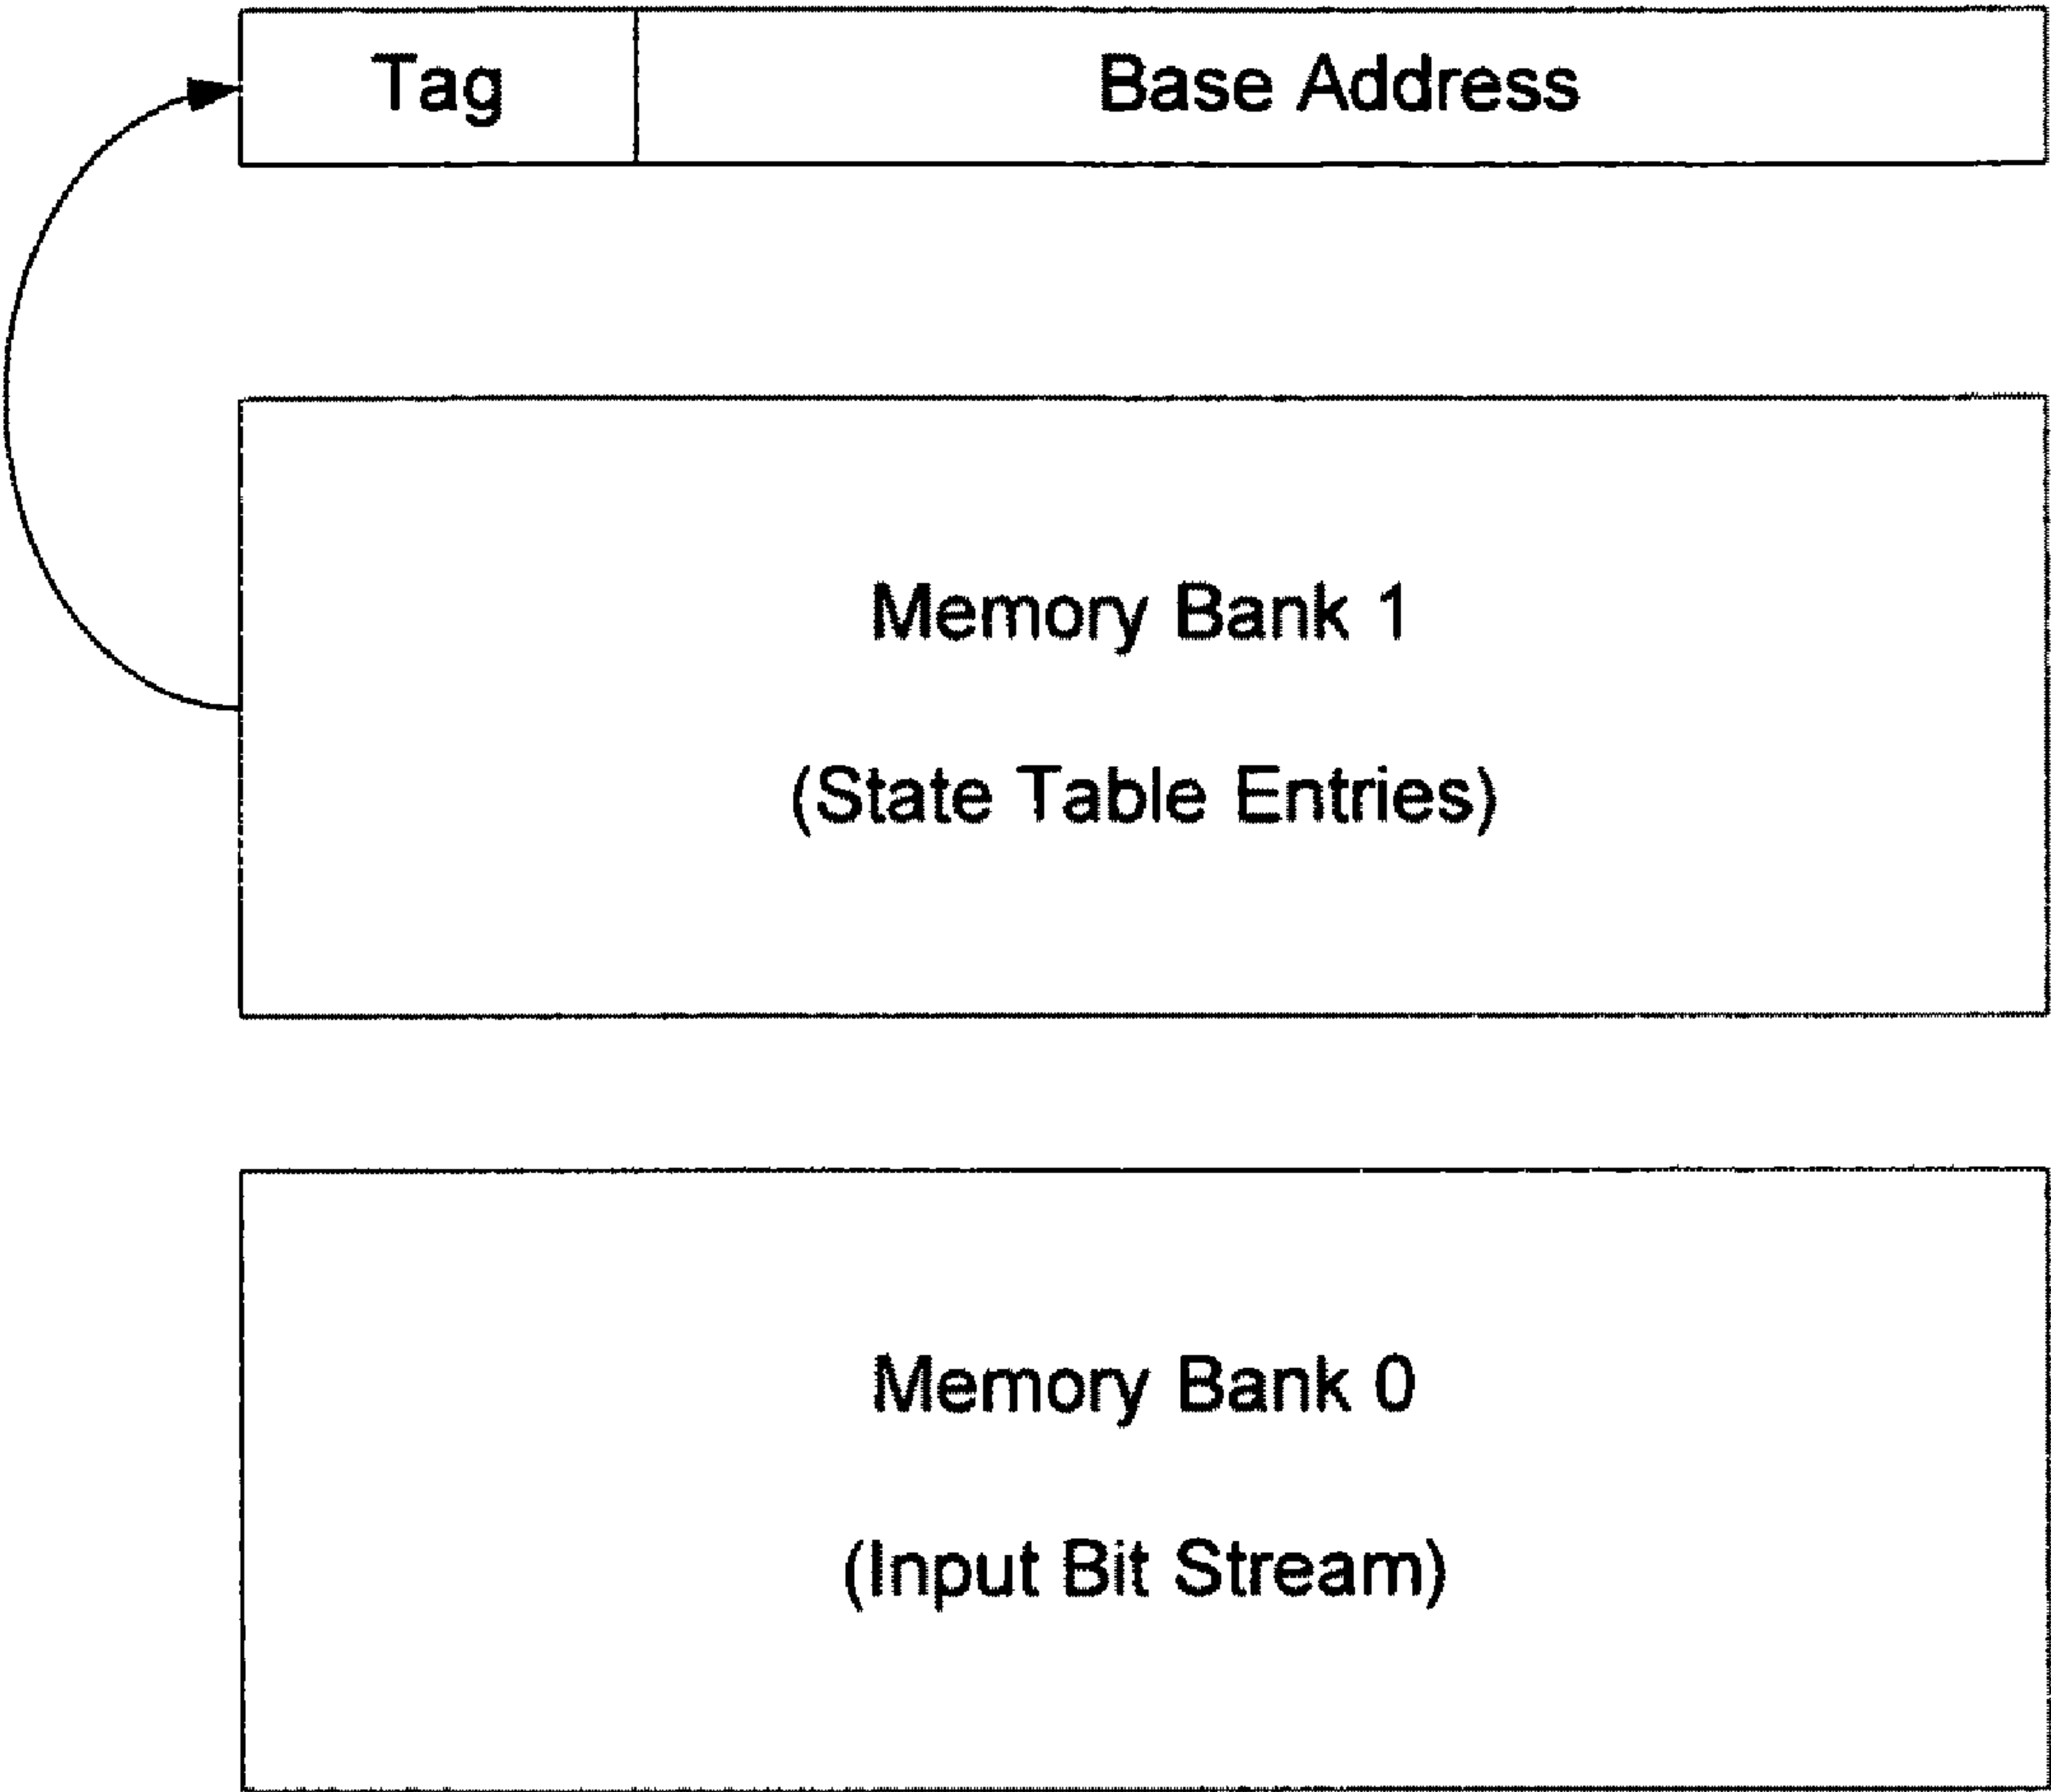 Tag Base Address
Memory Bank 1
(State Table Entries)
Memory Bank 0
(Input Bit Stream)